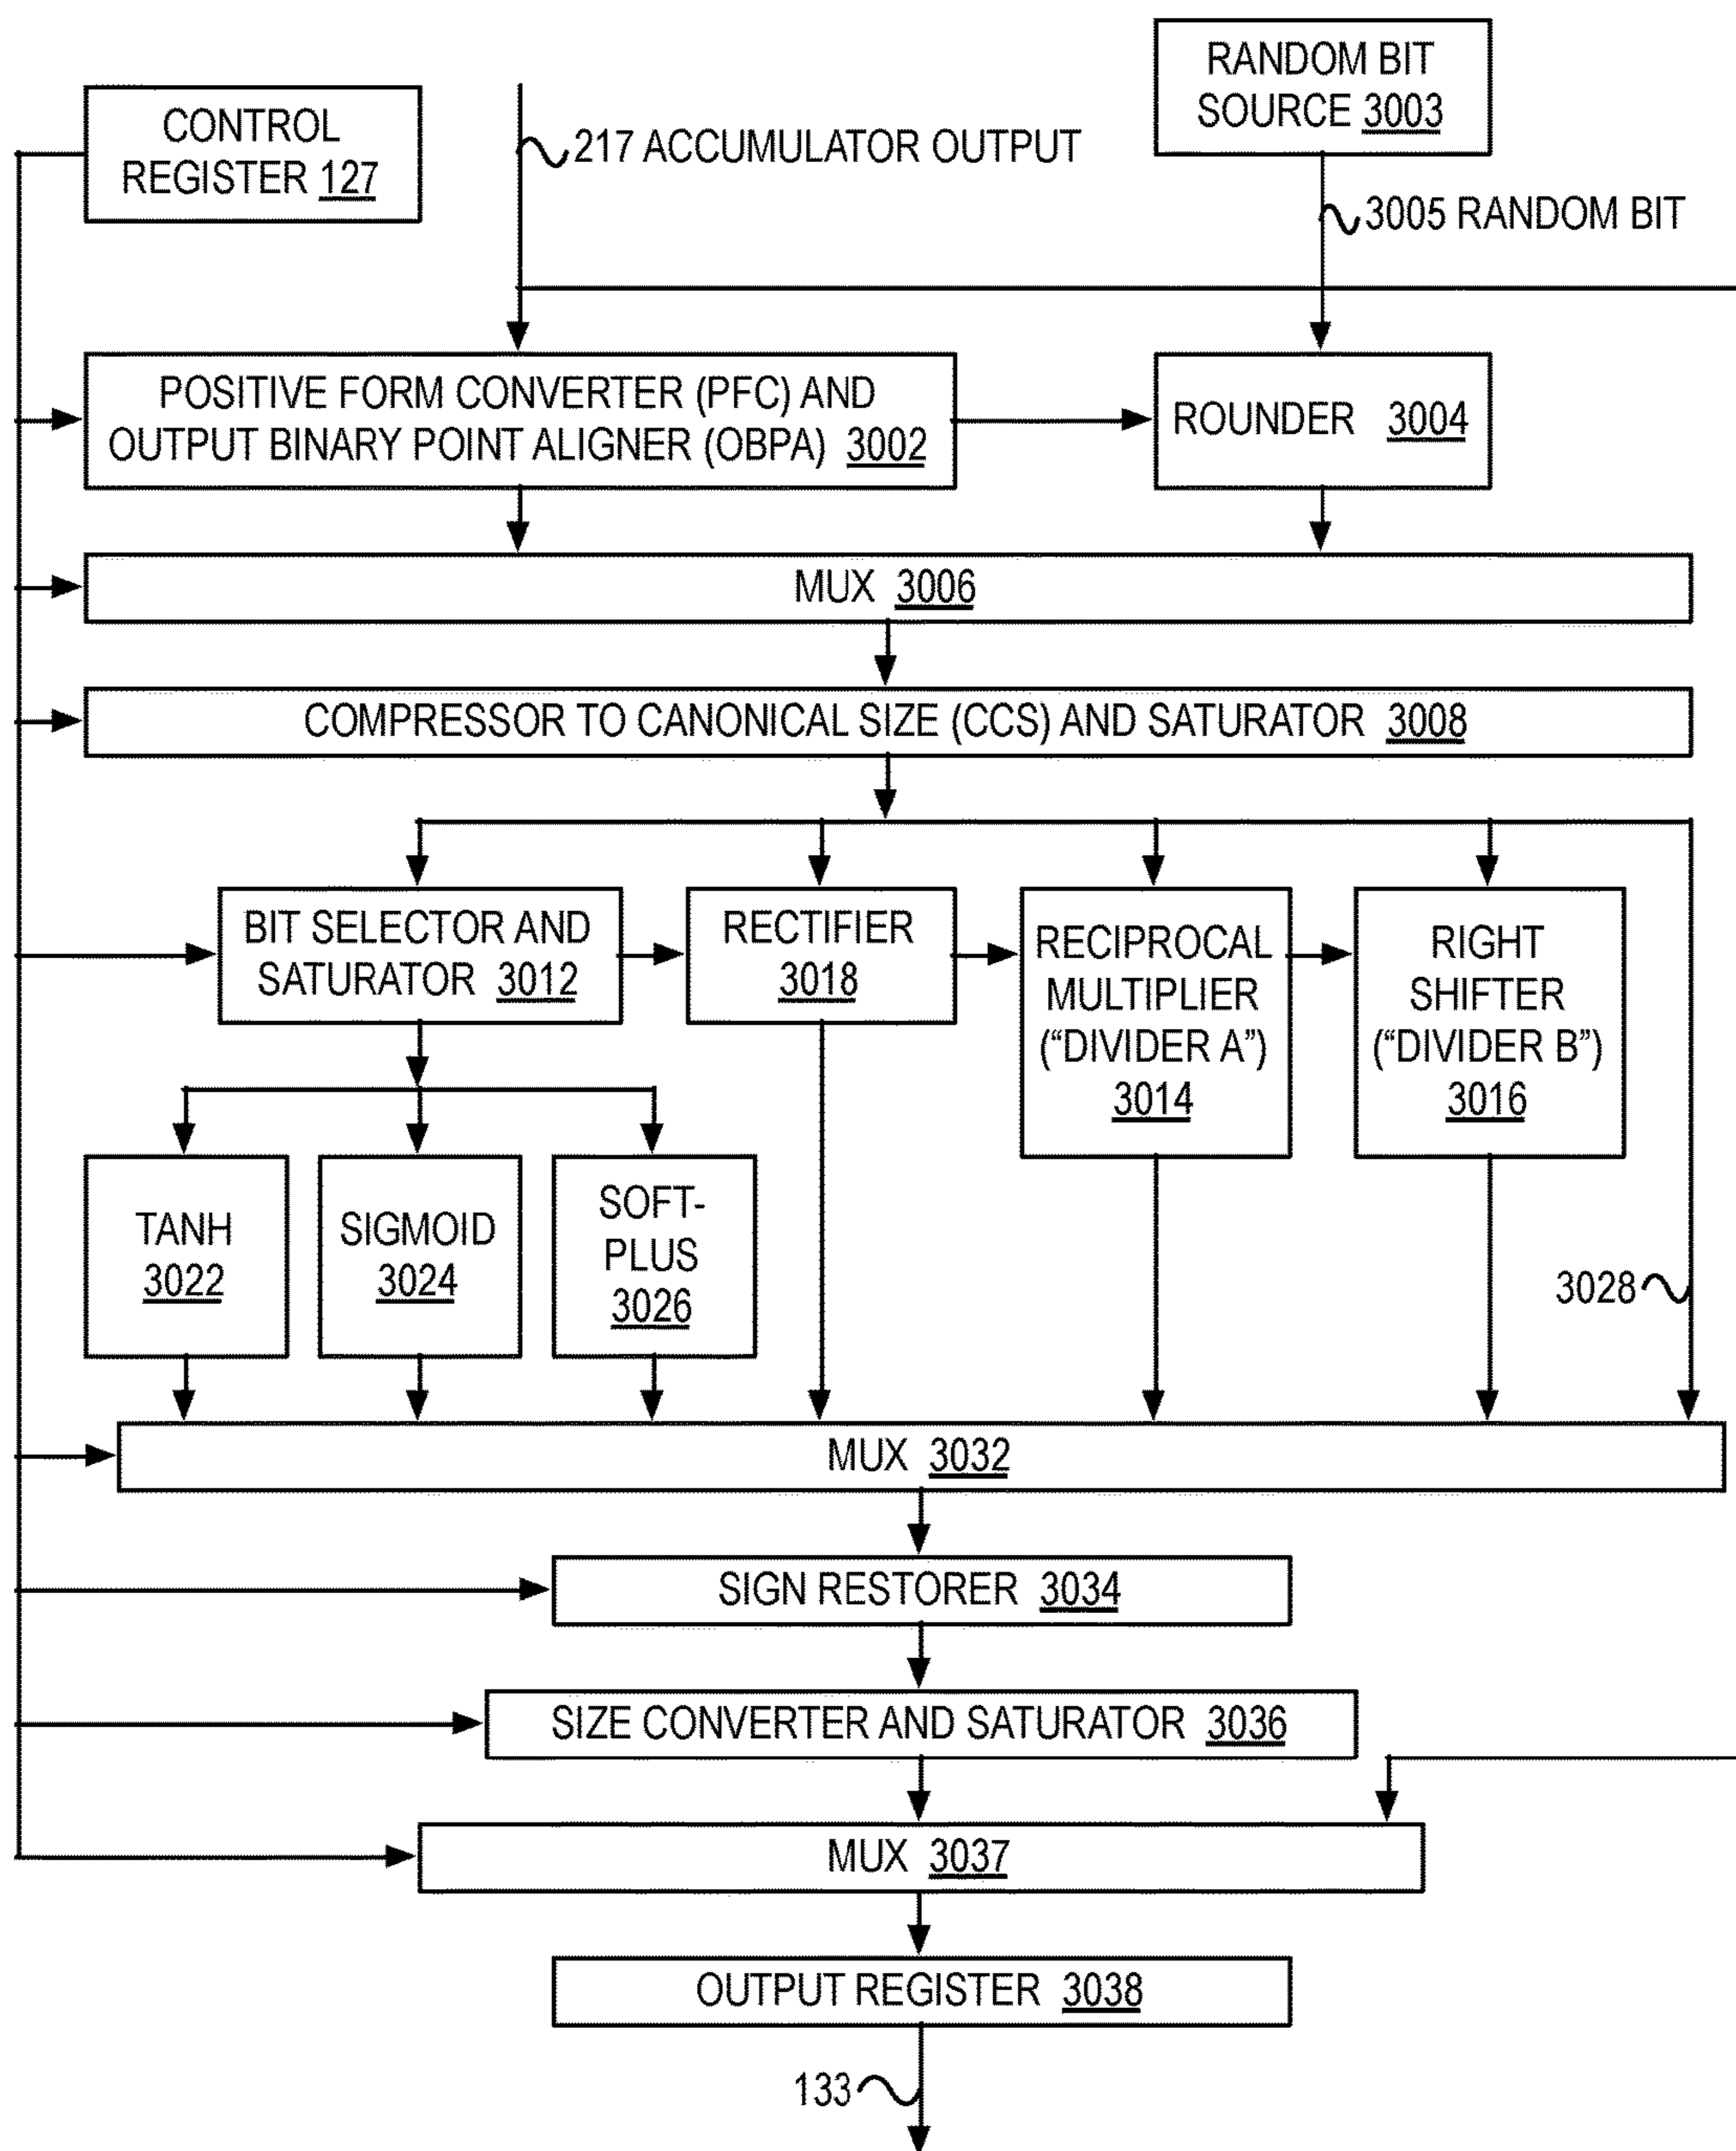 RANDOM BIT
SOURCE 3003
CONTROL
REGISTER 127
217 ACCUMULATOR OUTPUT
3005 RANDOM BIT
POSITIVE FORM CONVERTER (PFC) AND
OUTPUT BINARY POINT ALIGNER (OBPA) 3002
ROUNDER 3004
MUX 3006
COMPRESSOR TO CANONICAL SIZE (CCS) AND SATURATOR 3008
BIT SELECTOR AND
SATURATOR 3012
RECTIFIER
3018
RECIPROCAL
MULTIPLIER
("DIVIDER A")
3014
RIGHT
SHIFTER
("DIVIDER B")
3016
TANH
3022
SIGMOID
3024
SOFT-
PLUS
3026
3028
MUX 3032
SIGN RESTORER 3034
SIZE CONVERTER AND SATURATOR 3036
MUX 3037
OUTPUT REGISTER 3038
133